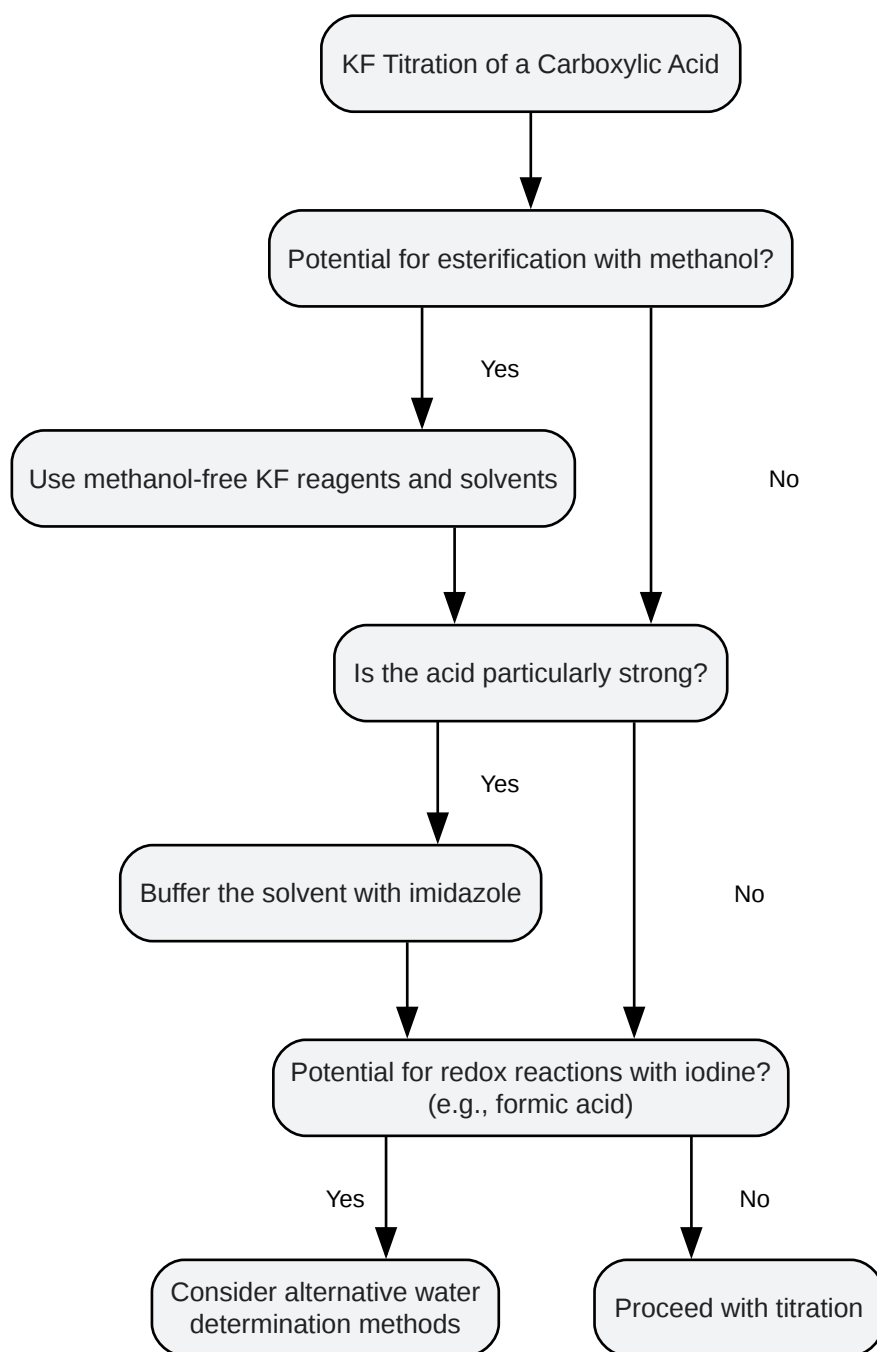 KF Titration of a Carboxylic Acid
Potential for esterification with methanol?
Yes
Use methanol-free KF reagents and solvents
No
Is the acid particularly strong?
Yes
Buffer the solvent with imidazole
No
Potential for redox reactions with iodine?
(e.g., formic acid)
Yes
No
Consider alternative water
determination methods
Proceed with titration